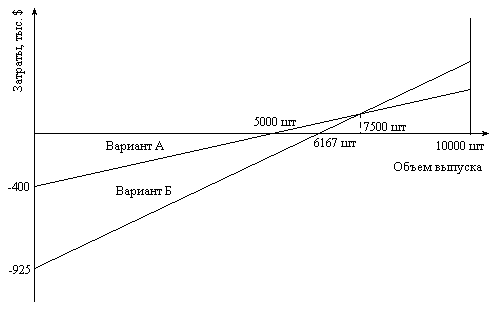 Затраты, тыс. $
5000 шт
7500 шт
Вариант А
6167 шт
10000 шт
Объем выпуска
-400
Вариант Б
-925